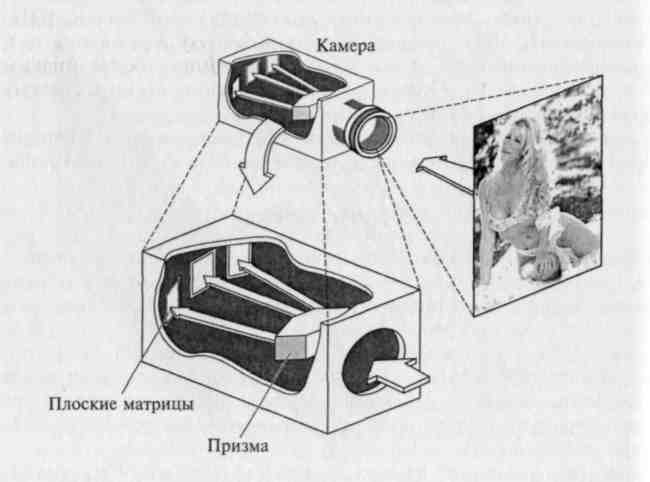 Камера
Плоские матрицы
Призма